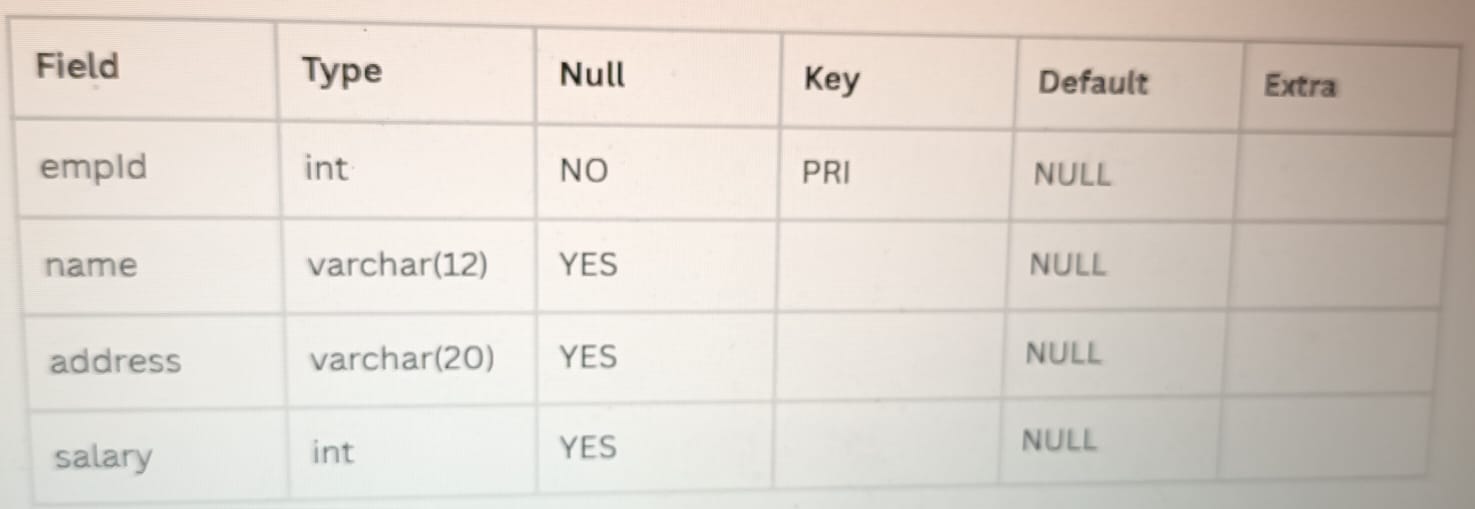 Field Type Null Key Default Extra
empId int NO PRI NULL
name varchar(12) YES NULL
address varchar(20) YES NULL
salary int YES NULL